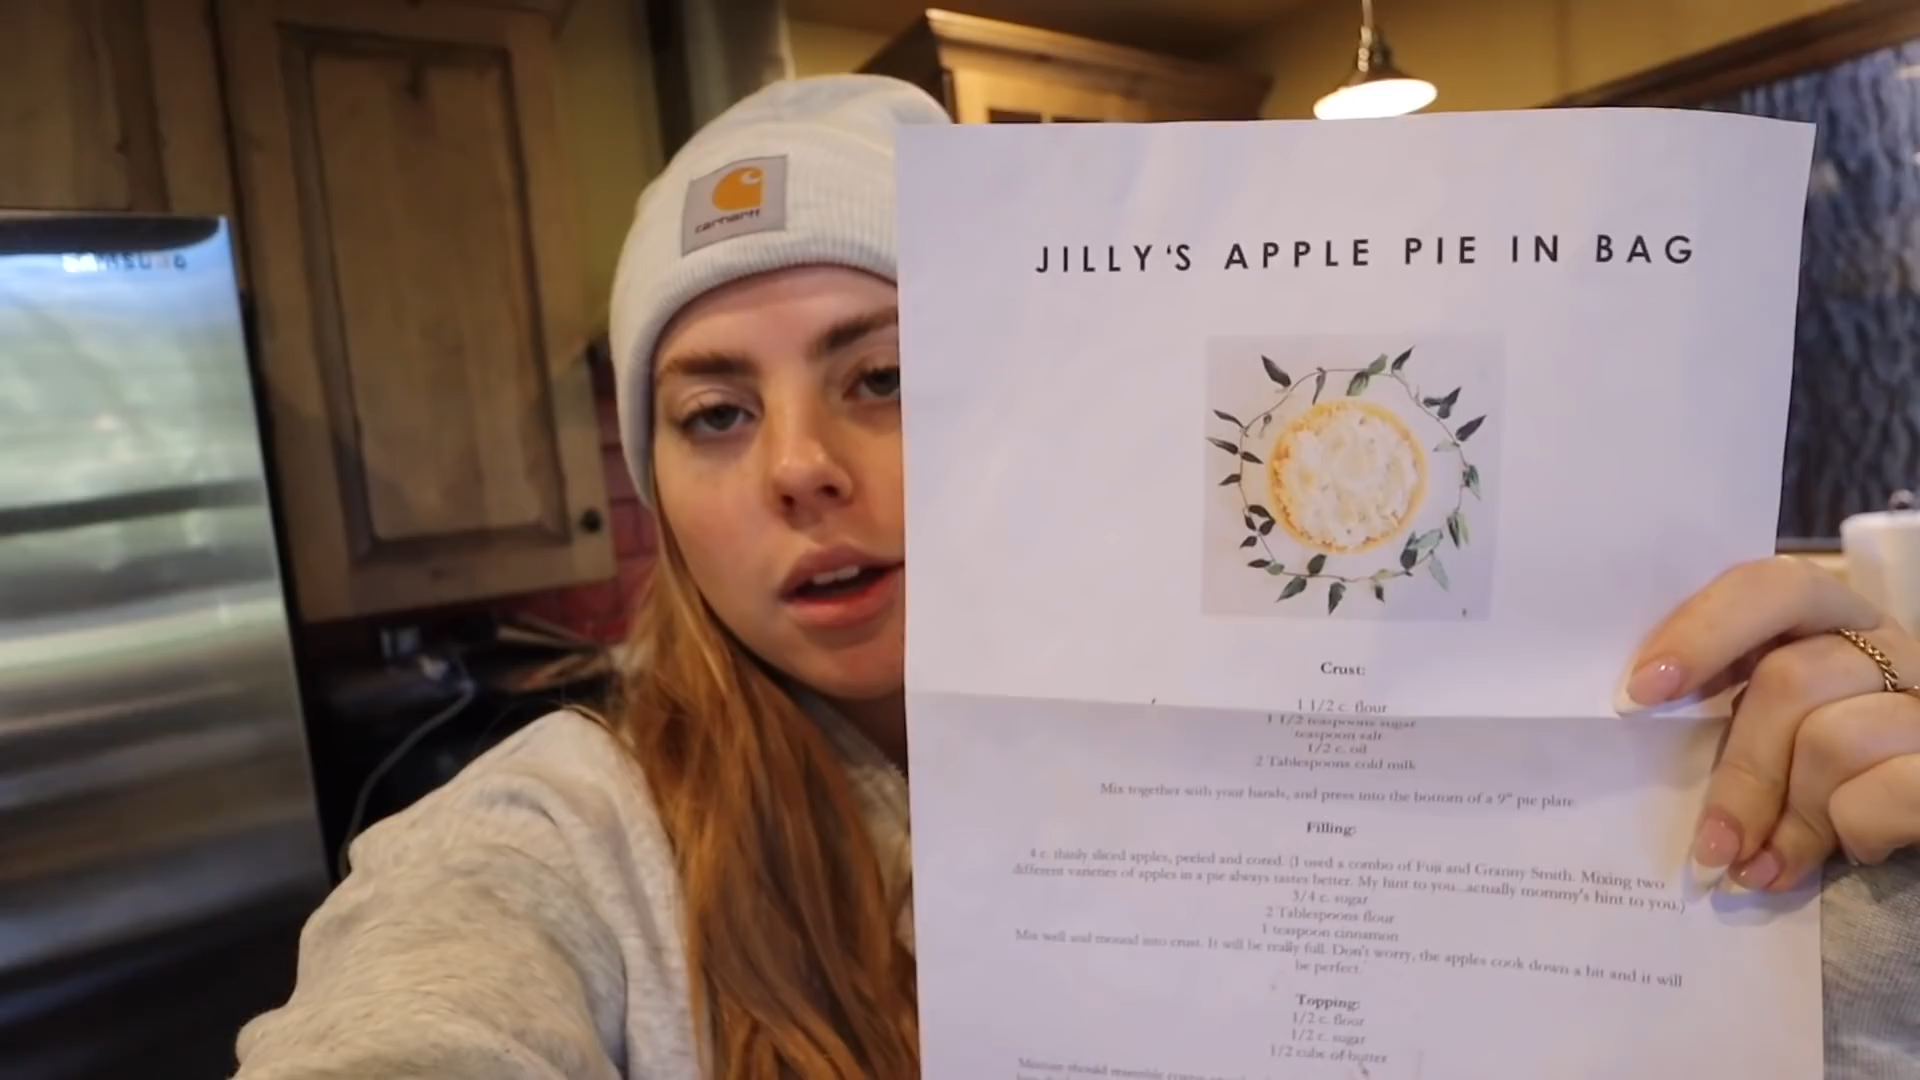 carhartt
JILLY'S APPLE PIE IN BAG
Crust:
1 1/2 c. flour
1 1/2 teaspoons sugar
teaspoon salt
1/2 c. oil
2 Tablespoons cold milk
Mix together with your hands, and press into the bottom of a 9" pie plate
Filling:
4 c. thinly sliced apples, peeled and cored. (I used a combo of Fuji and Granny Smith. Mixing two
different varieties of apples in a pie always tastes better. My hint to you...actually mommy's hint to you.)
3/4 c. sugar
2 Tablespoons flour
1 teaspoon cinnamon
Mix well and mound into crust. It will be really full. Don't worry, the apples cook down a bit and it will
be perfect.
Topping:
1/2 c. flour
1/2 c. sugar
1/2 cube of butter
should resemble